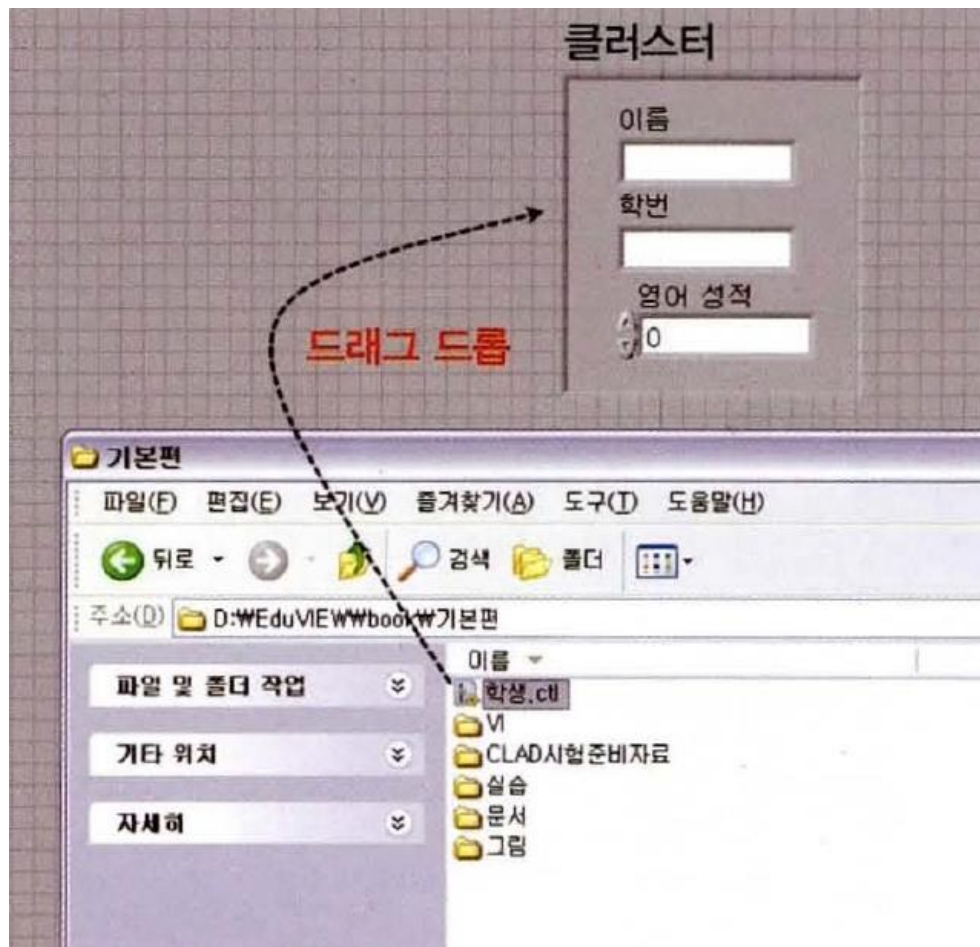 클러스터
이름
학번
영어 성적
0
드래그 드롭
기본편
파일(F) 편집(E) 보기(V) 즐겨찾기(A) 도구(T) 도움말(H)
뒤로 검색 폴더
주소(D) D:₩EduVIEW₩book₩기본편
이름
파일 및 폴더 작업
학생.ctl
VI
기타 위치
CLAD시험준비자료
실습
자세히
문서
그림